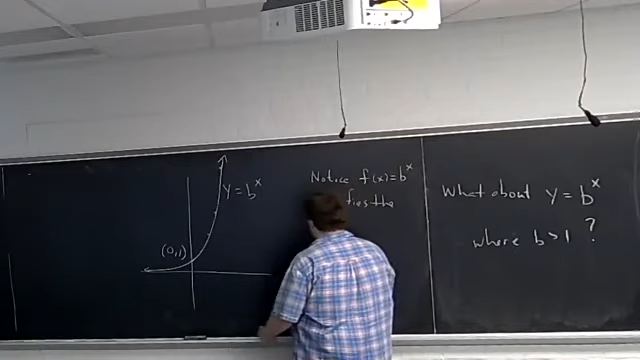 y = b^x
(0,1)
Notice f(x) = b^x
fies the
What about y = b^x
where b > 1 ?